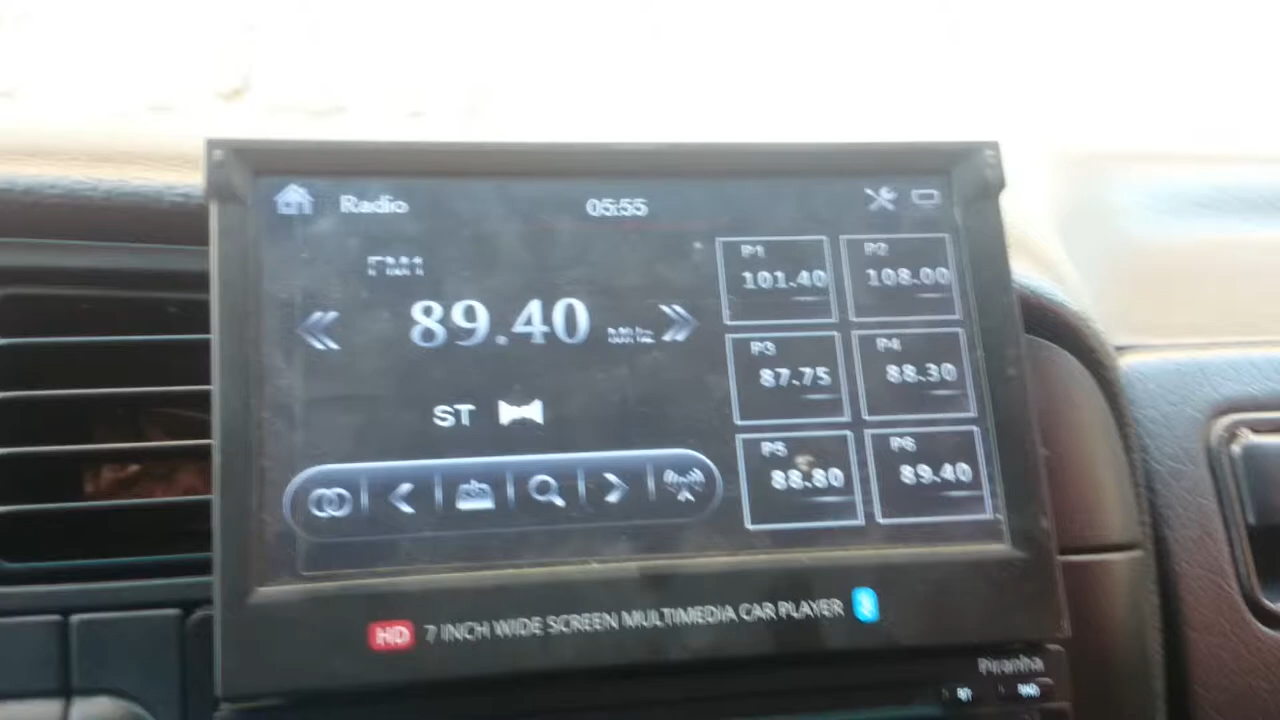 Radio
05:55
FM1
89.40 MHz
ST
P1
101.40
P2
108.00
P3
87.75
P4
88.30
P5
88.80
P6
89.40
HD 7 INCH WIDE SCREEN MULTIMEDIA CAR PLAYER
Piranha